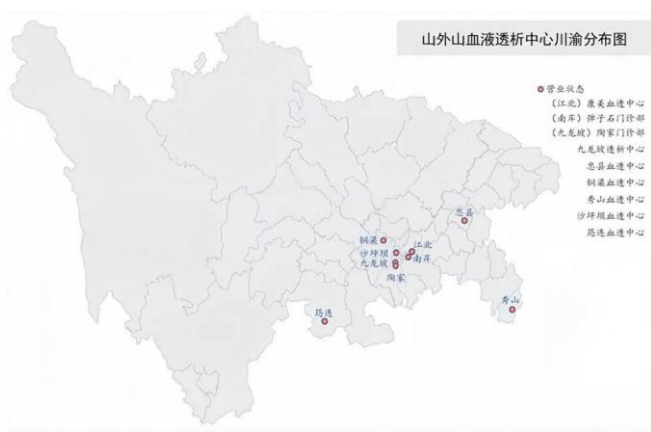 山外山血液透析中心川渝分布图
营业状态
（江北）康美血透中心
（南岸）弹子石门诊部
（九龙坡）陶家门诊部
九龙坡透析中心
忠县血透中心
铜梁血透中心
秀山血透中心
沙坪坝血透中心
筠连血透中心
忠县
铜梁
江北
沙坪坝
南岸
九龙坡
陶家
秀山
筠连